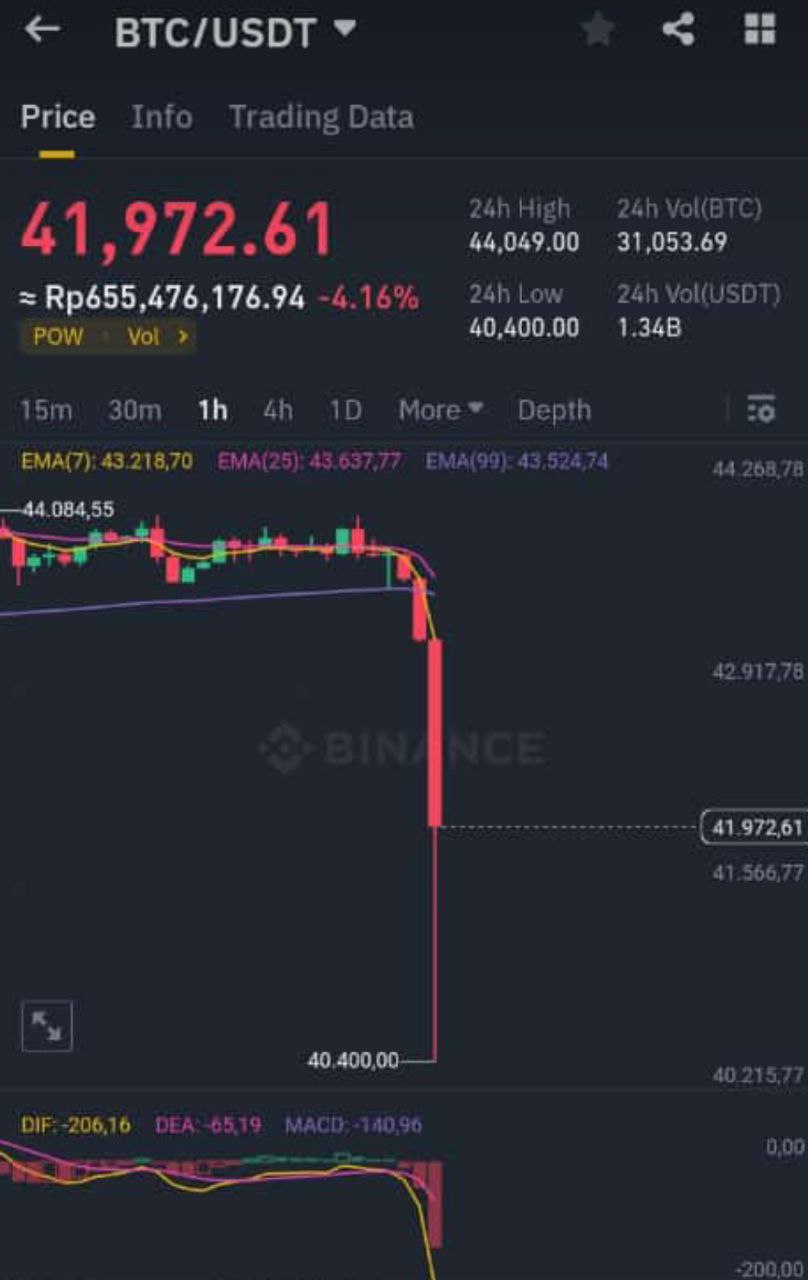 BTC/USDT
Price Info Trading Data
41,972.61
≈ Rp655,476,176.94 -4.16%
POW Vol
24h High 24h Vol(BTC)
44,049.00 31,053.69
24h Low 24h Vol(USDT)
40,400.00 1.34B
15m 30m 1h 4h 1D More Depth
EMA(7): 43.218,70 EMA(25): 43.637,77 EMA(99): 43.524,74
44.268,78
44.084,55
42.917,78
BINANCE
41.972,61
41.566,77
40.400,00
40.215,77
DIF: -206,16 DEA: -65,19 MACD: -140,96
0,00
-200,00